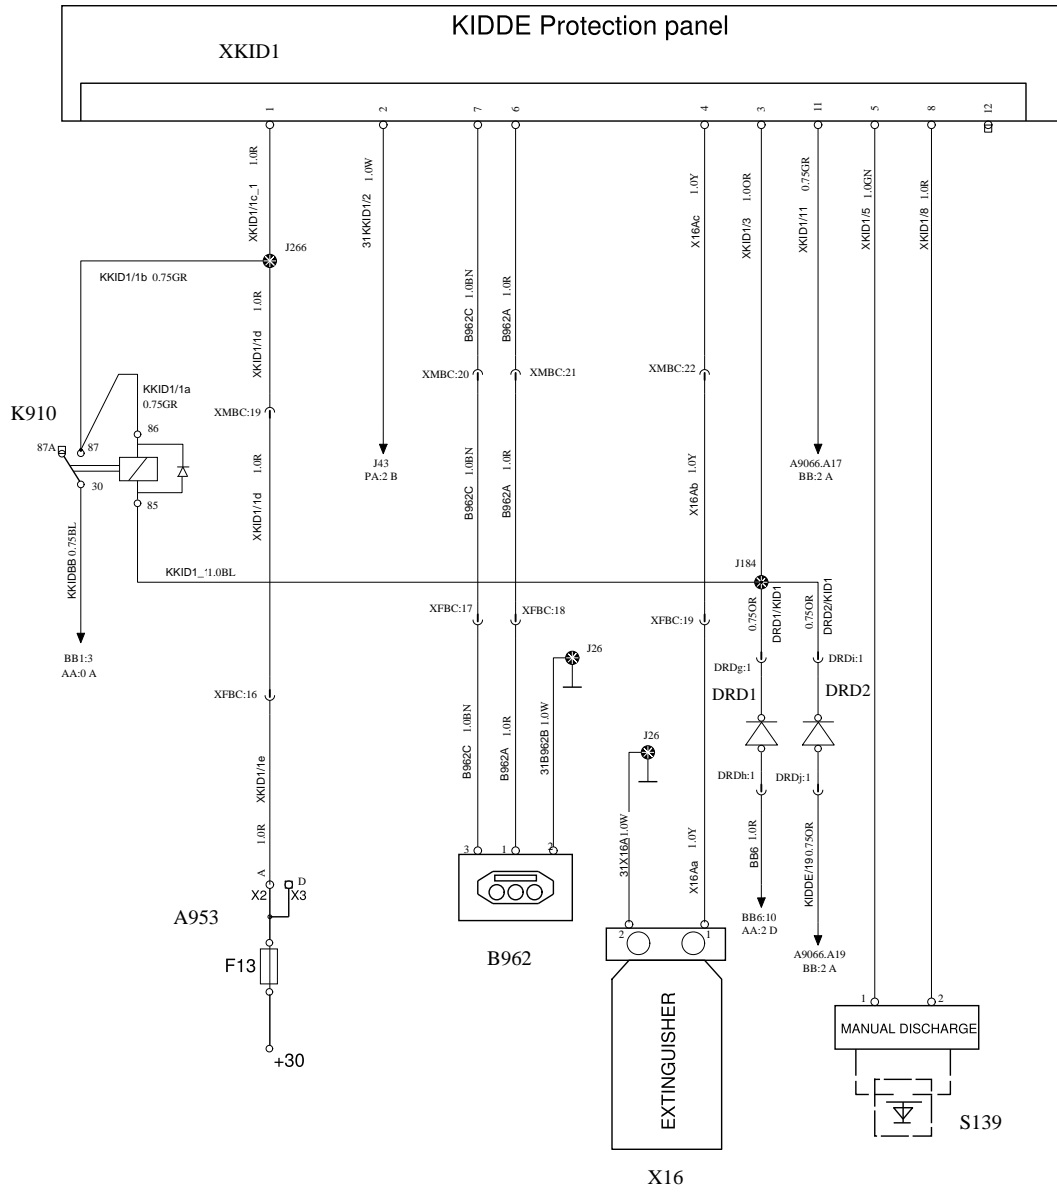 KIDDE Protection panel
XKID1
1
2
7
6
4
3
11
5
8
12
XKID1/1c_1 1.0R
31KKID1/2 1.0W
B962C 1.0BN
B962A 1.0R
X16Ac 1.0Y
XKID1/3 1.0OR
XKID1/11 0.75GR
XKID1/5 1.0GN
XKID1/8 1.0R
J266
KKID1/1b 0.75GR
XKID1/1d 1.0R
XMBC:20
XMBC:21
XMBC:22
KKID1/1a
0.75GR
K910
XMBC:19
86
87A
87
30
85
J43
PA:2 B
A9066.A17
BB:2 A
XKID1/1d 1.0R
B962C 1.0BN
B962A 1.0R
X16Ab 1.0Y
KKIDBB 0.75BL
KKID1_1 1.0BL
J184
0.75OR
DRD1/KID1
0.75OR
DRD2/KID1
XFBC:17
XFBC:18
XFBC:19
BB1:3
AA:0 A
J26
DRDg:1
DRDi:1
XFBC:16
DRD1
DRD2
B962C 1.0BN
B962A 1.0R
31B962B 1.0W
J26
DRDh:1
DRDj:1
XKID1/1e 1.0R
31X16A 1.0W
X16Aa 1.0Y
BB6 1.0R
KIDDE/19 0.75OR
3
1
2
A
D
X2
X3
A953
BB6:10
AA:2 D
2
1
B962
A9066.A19
BB:2 A
F13
1
2
MANUAL DISCHARGE
EXTINGUISHER
+30
S139
X16